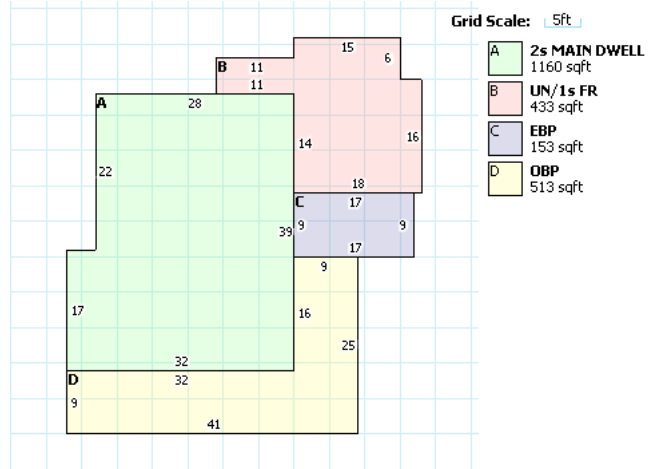 Grid Scale: 5ft
A 2s MAIN DWELL
1160 sqft
B UN/1s FR
433 sqft
C EBP
153 sqft
D OBP
513 sqft
15
6
B 11
11
A 28
14
16
22
18
C 17
39 9 9
17
9
17
16
25
32
D 32
9
41